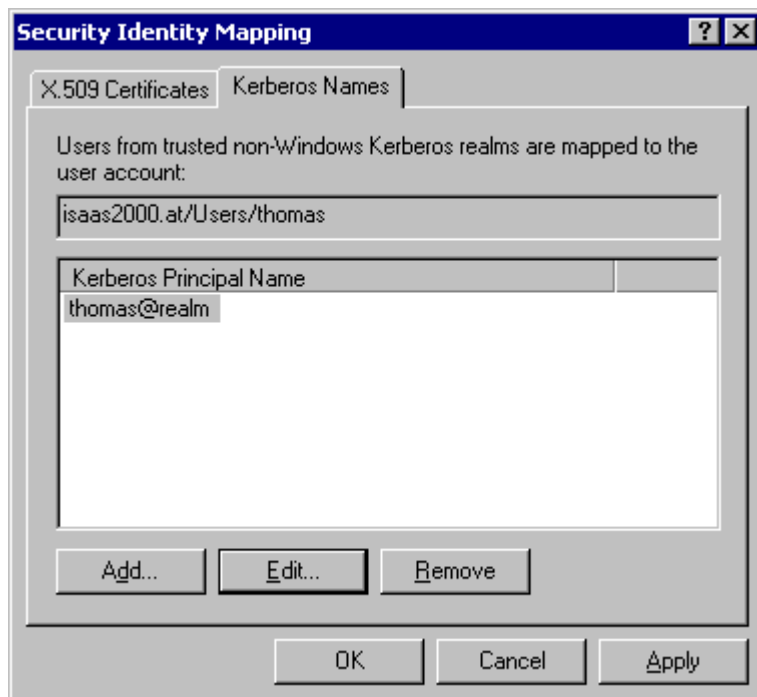 Security Identity Mapping
X.509 Certificates
Kerberos Names
Users from trusted non-Windows Kerberos realms are mapped to the
user account:
isaas2000.at/Users/thomas
Kerberos Principal Name
thomas@realm
Add...
Edit...
Remove
OK
Cancel
Apply